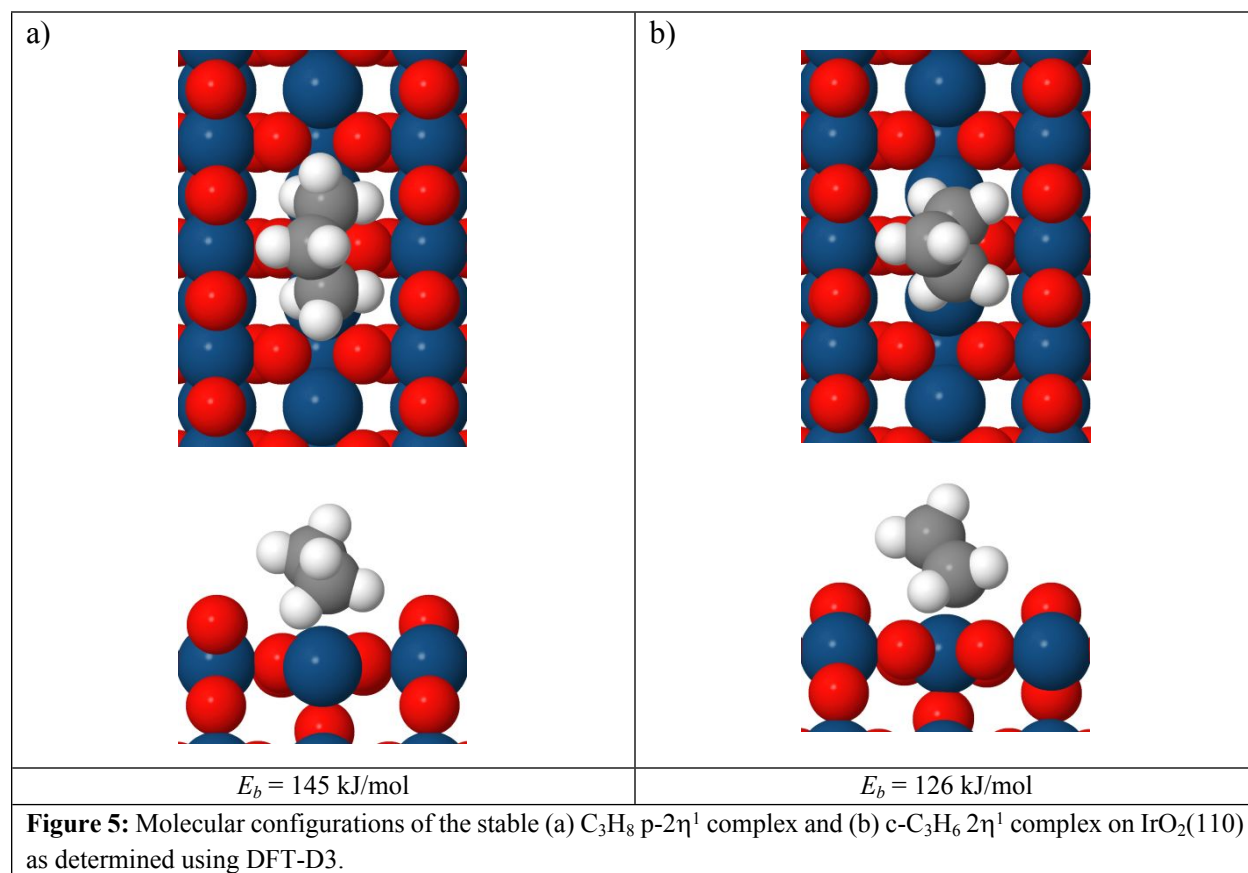 a)
b)
E_b = 145 kJ/mol
E_b = 126 kJ/mol
Figure 5: Molecular configurations of the stable (a) C₃H₈ p-2η¹ complex and (b) c-C₃H₆ 2η¹ complex on IrO₂(110)
as determined using DFT-D3.